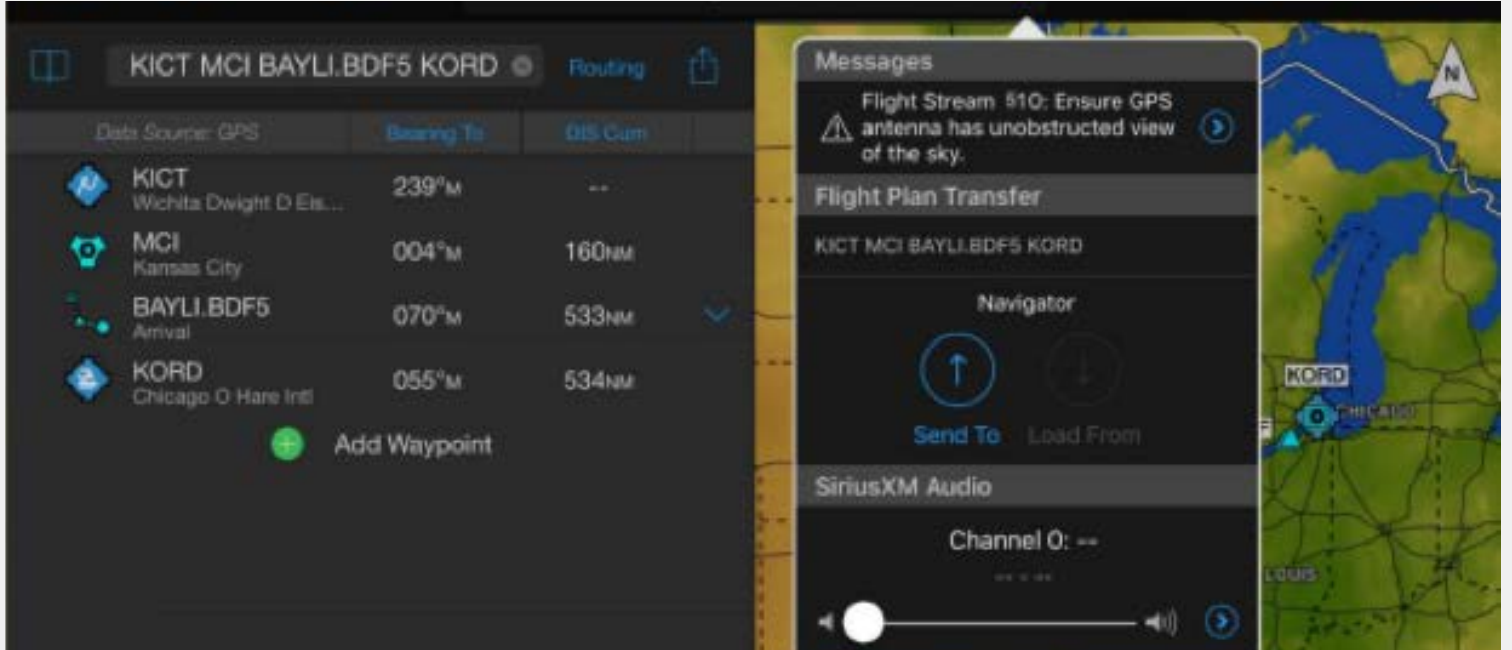 KICT MCI BAYLI.BDF5 KORD
Routing
Data Source: GPS
Bearing To
DIS Cum
KICT
Wichita Dwight D Eis...
239°M
--
MCI
Kansas City
004°M
160NM
BAYLI.BDF5
Arrival
070°M
533NM
KORD
Chicago O Hare Intl
055°M
534NM
Add Waypoint
Messages
Flight Stream 510: Ensure GPS
antenna has unobstructed view
of the sky.
Flight Plan Transfer
KICT MCI BAYLI.BDF5 KORD
Navigator
Send To
Load From
SiriusXM Audio
Channel 0: --
-- - --
N
KORD
CHICAGO
F
LOUIS